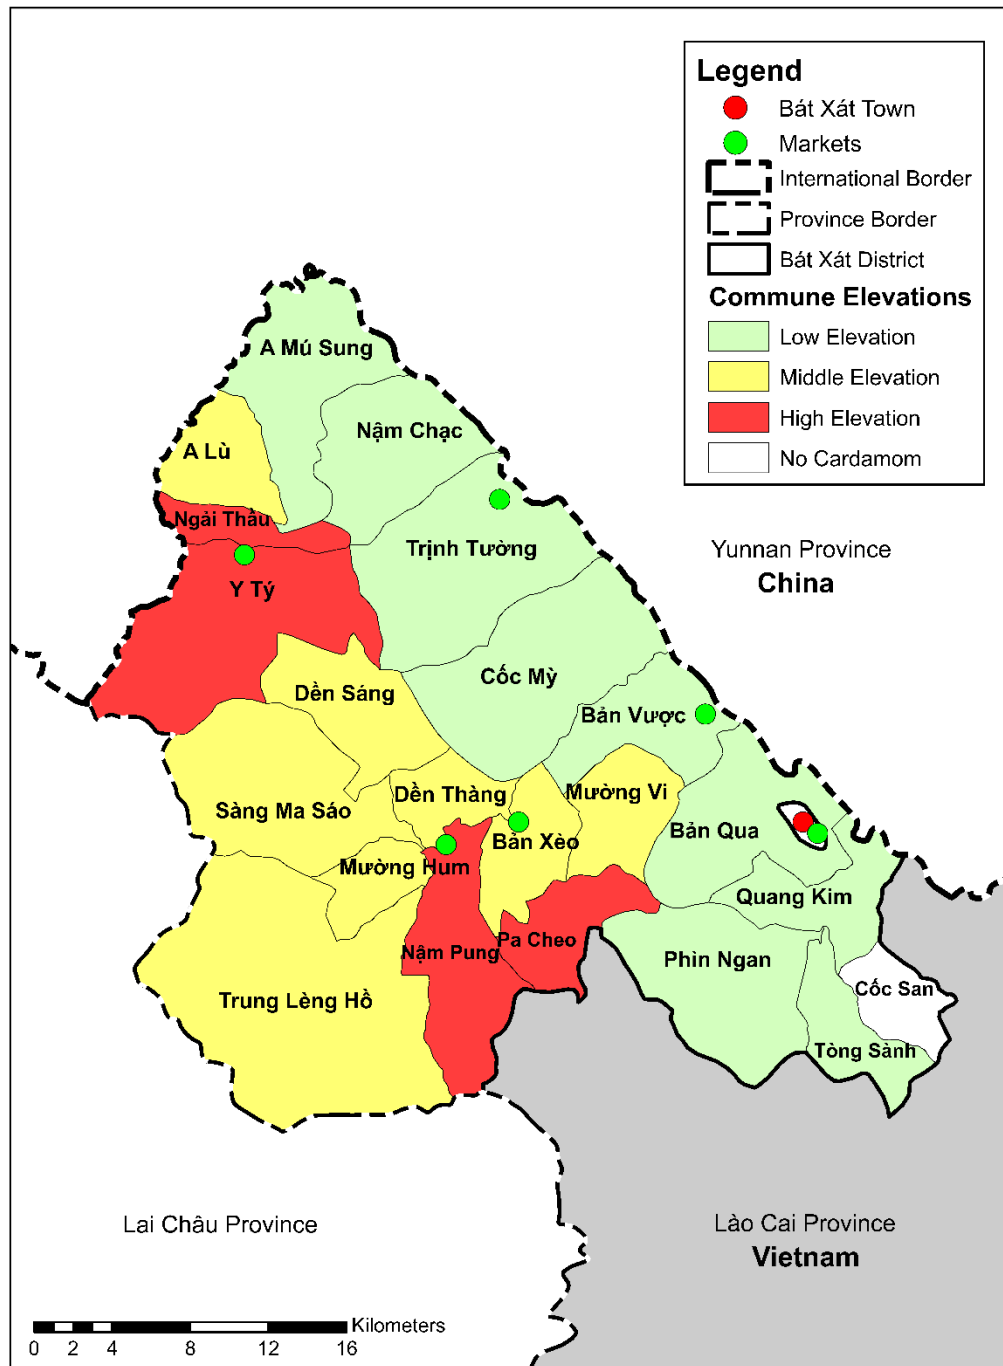 Legend
Bát Xát Town
Markets
International Border
Province Border
Bát Xát District
Commune Elevations
Low Elevation
Middle Elevation
High Elevation
No Cardamom
A Mú Sung
Nậm Chạc
A Lù
Ngải Thầu
Trịnh Tường
Y Tý
Yunnan Province
China
Cốc Mỳ
Dền Sáng
Bản Vược
Dền Thàng
Mường Vi
Sàng Ma Sáo
Bản Qua
Bản Xèo
Mường Hum
Quang Kim
Pa Cheo
Nậm Pung
Phìn Ngan
Cốc San
Trung Lèng Hồ
Tòng Sành
Lai Châu Province
Lào Cai Province
Vietnam
Kilometers
0 2 4 8 12 16